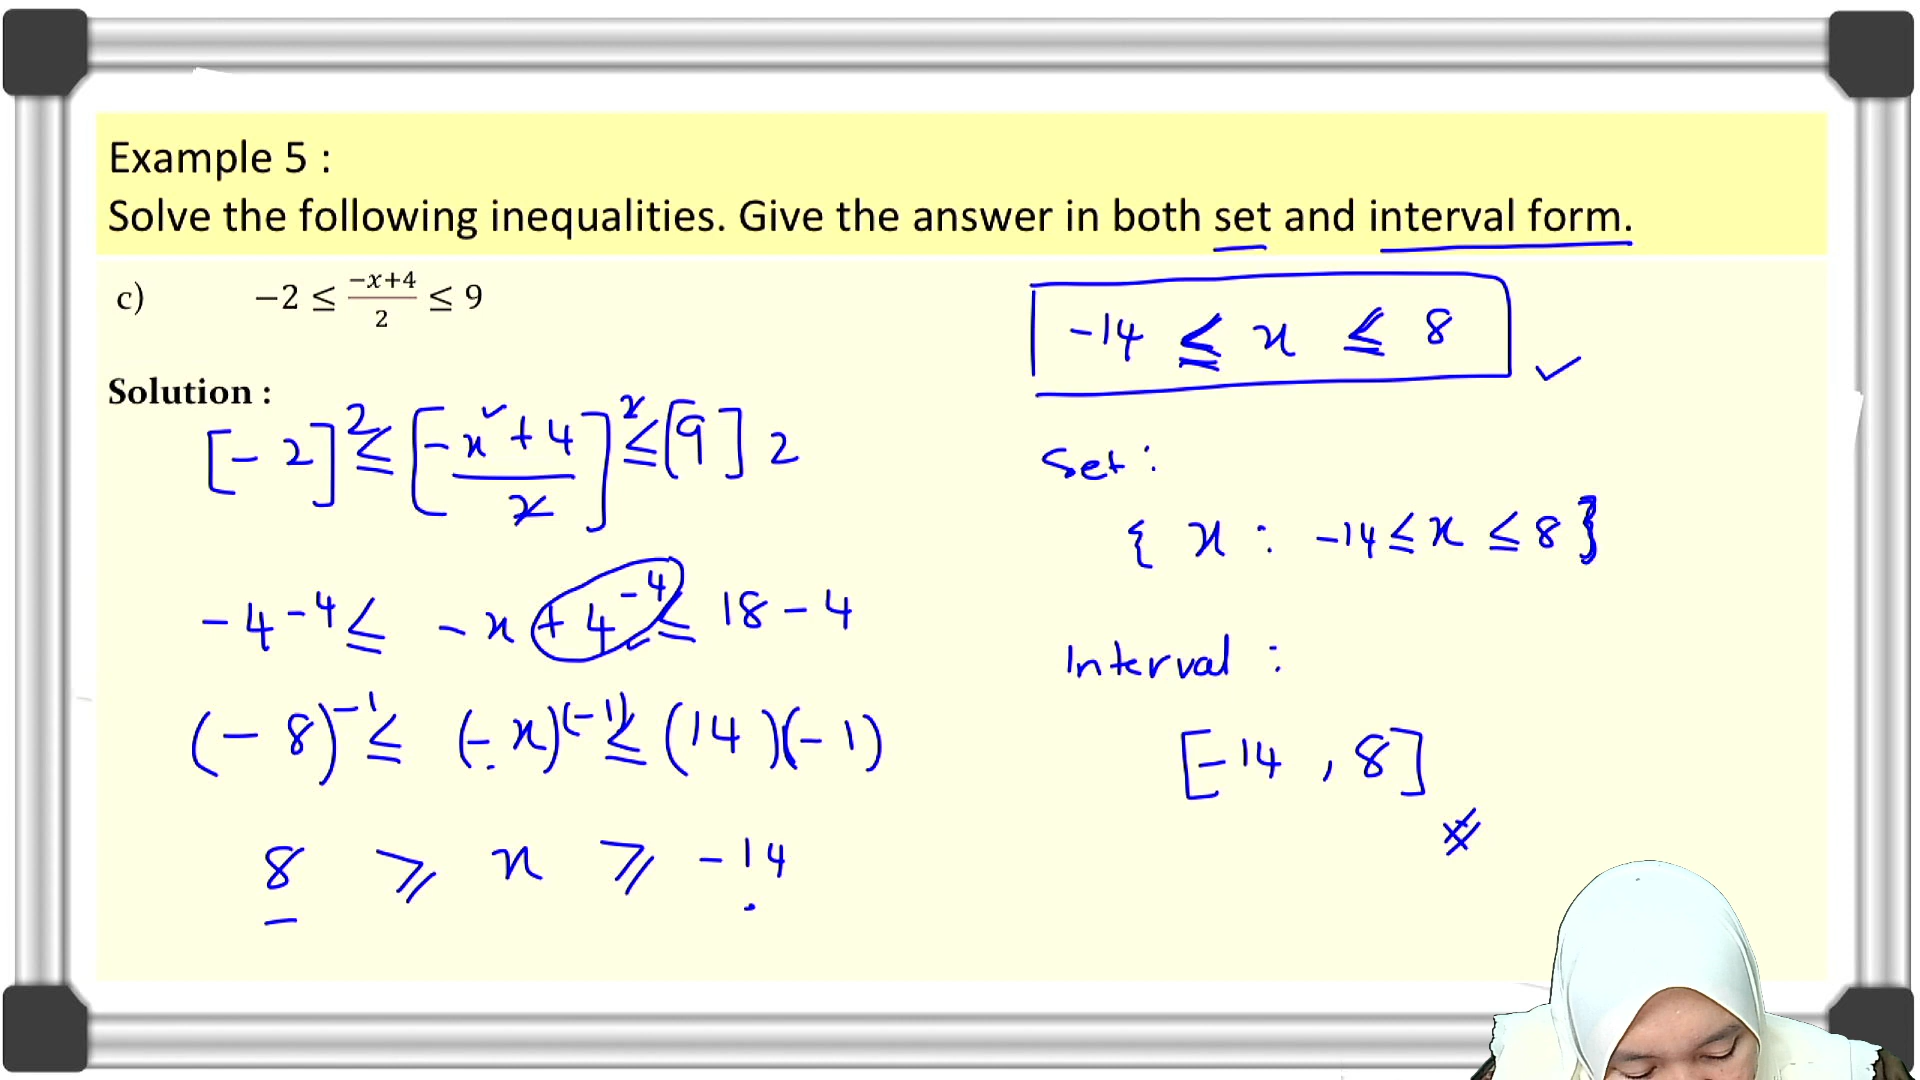 Example 5 :
Solve the following inequalities. Give the answer in both set and interval form.
c) −2 ≤ (−x+4)/2 ≤ 9
Solution :
[-2]2 ≤ [(-x+4)/2]2 ≤ [9]2
-4-4 ≤ -x+4-4 ≤ 18-4
(-8)-1 ≤ (-x)(-1) ≤ (14)(-1)
8 ⩾ x ⩾ -14
-14 ≤ x ≤ 8
Set :
{ x : -14 ≤ x ≤ 8 }
Interval :
[-14 , 8]